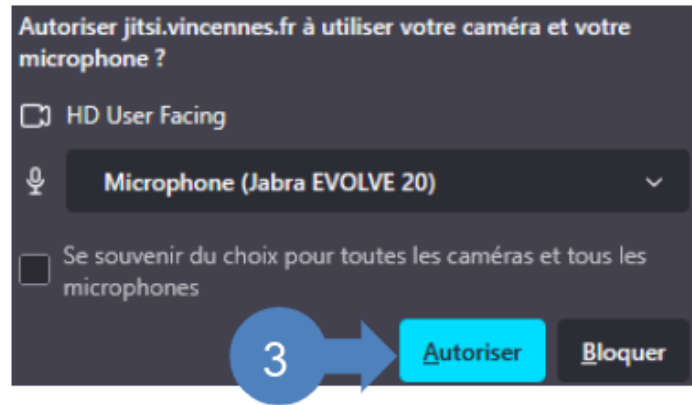 Autoriser jitsi.vincennes.fr à utiliser votre caméra et votre
microphone ?
HD User Facing
Microphone (Jabra EVOLVE 20)
Se souvenir du choix pour toutes les caméras et tous les
microphones
3
Autoriser
Bloquer